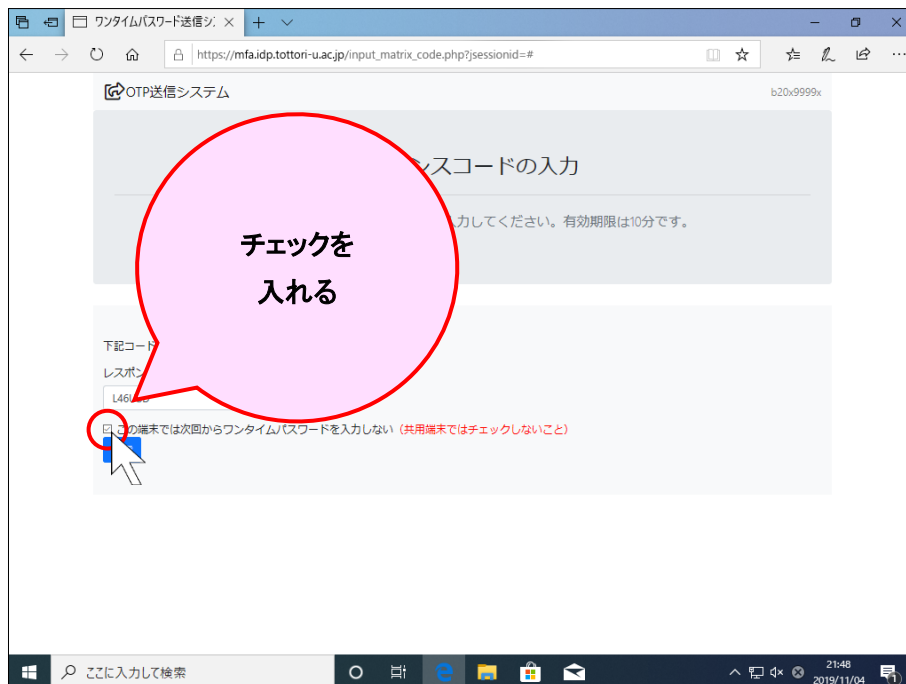 ワンタイムパスワード送信シ
https://mfa.idp.tottori-u.ac.jp/input_matrix_code.php?jsessionid=#
OTP送信システム
b20x9999x
ンスコードの入力
入力してください。有効期限は10分です。
チェックを
入れる
下記コード
レスポン
この端末では次回からワンタイムパスワードを入力しない (共用端末ではチェックしないこと)
ここに入力して検索
21:48
2019/11/04